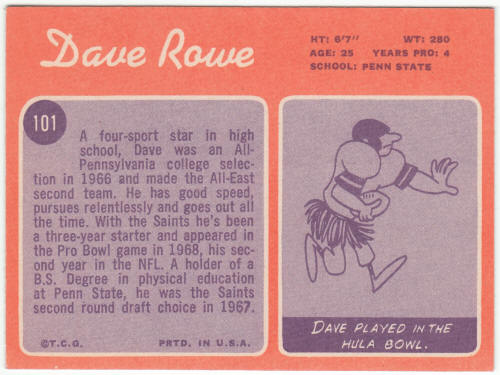 Dave Rowe
HT: 6'7" WT: 280
AGE: 25 YEARS PRO: 4
SCHOOL: PENN STATE
101
A four-sport star in high
school, Dave was an All-
Pennsylvania college selec-
tion in 1966 and made the All-East
second team. He has good speed,
pursues relentlessly and goes out all
the time. With the Saints he's been
a three-year starter and appeared in
the Pro Bowl game in 1968, his sec-
ond year in the NFL. A holder of a
B.S. Degree in physical education
at Penn State, he was the Saints
second round draft choice in 1967.
©T.C.G. PRTD. IN U.S.A.
DAVE PLAYED IN THE
HULA BOWL.